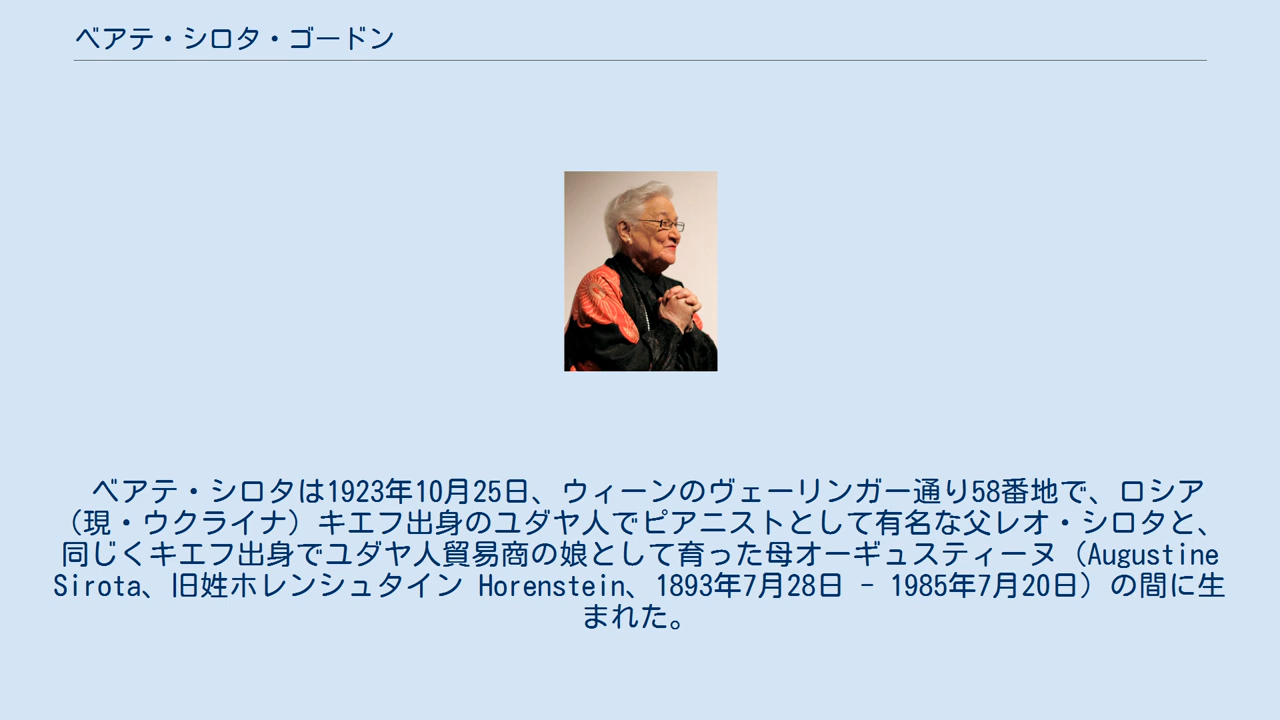 ベアテ・シロタ・ゴードン
ベアテ・シロタは1923年10月25日、ウィーンのヴェーリンガー通り58番地で、ロシア
（現・ウクライナ）キエフ出身のユダヤ人でピアニストとして有名な父レオ・シロタと、
同じくキエフ出身でユダヤ人貿易商の娘として育った母オーギュスティーヌ（Augustine
Sirota、旧姓ホレンシュタイン Horenstein、1893年7月28日 - 1985年7月20日）の間に生
まれた。